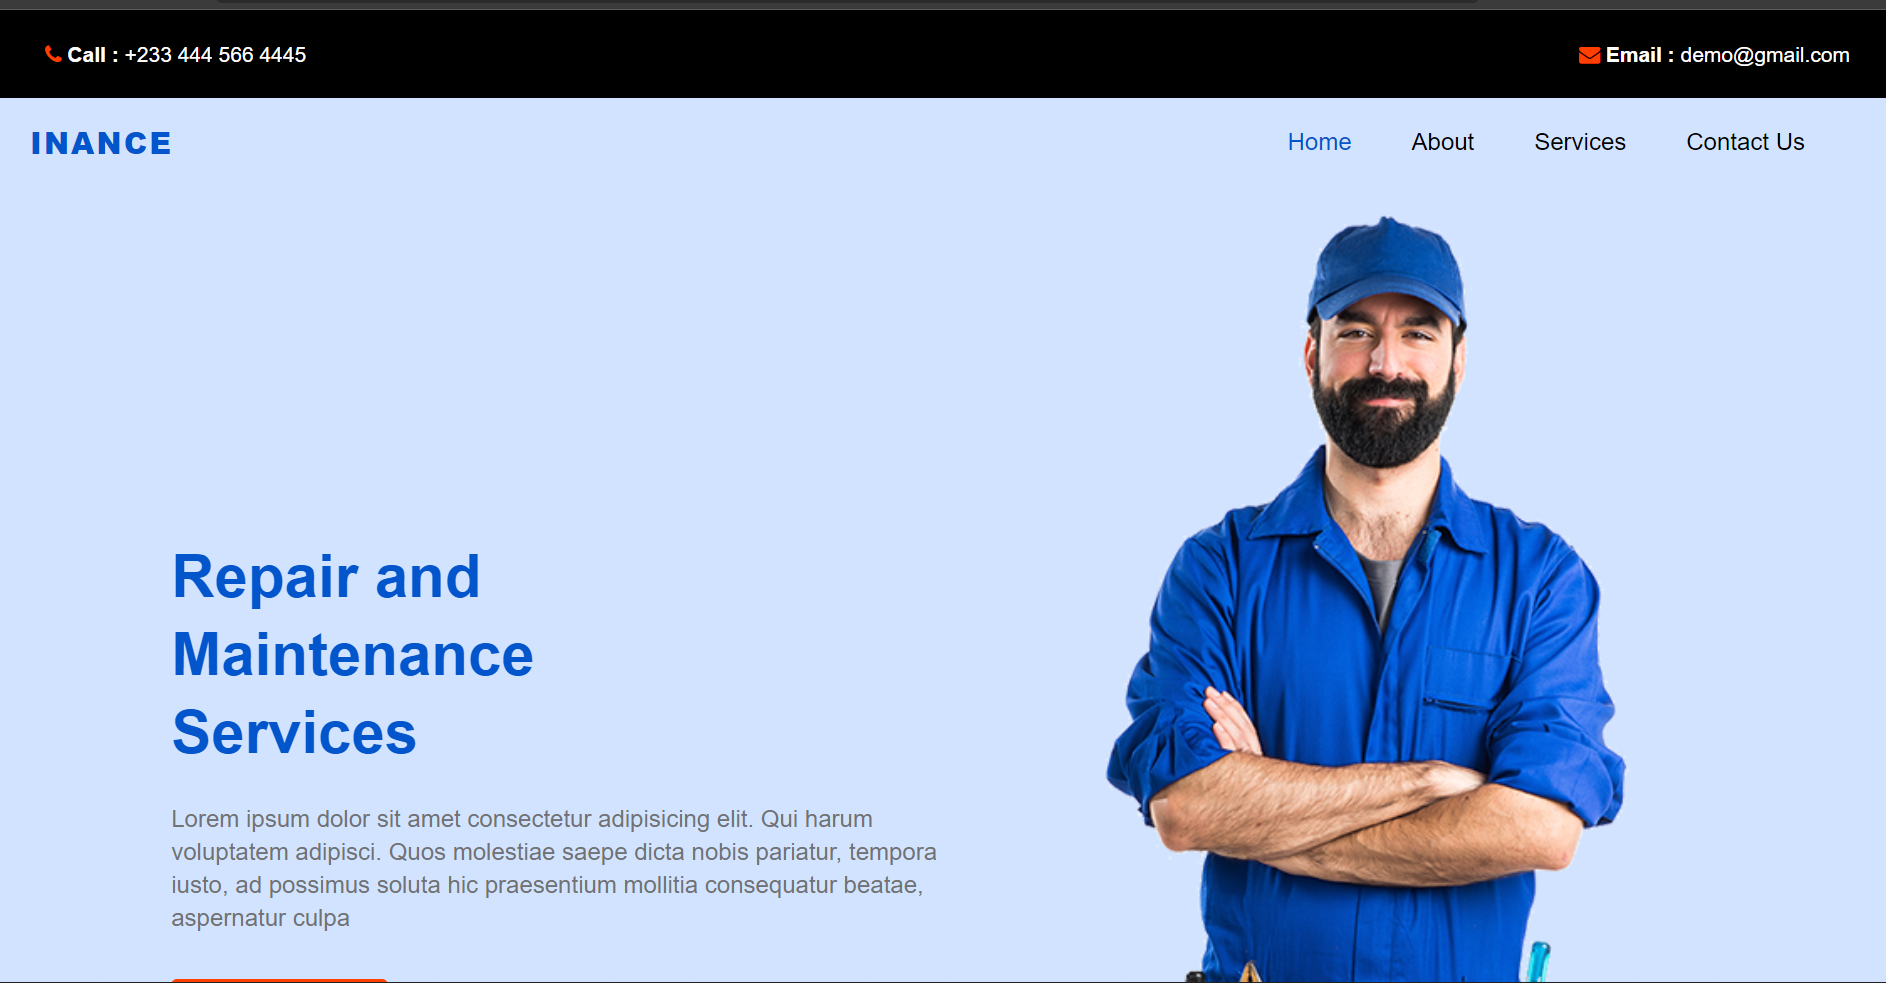 Call : +233 444 566 4445
Email : demo@gmail.com
INANCE
Home
About
Services
Contact Us
Repair and
Maintenance
Services
Lorem ipsum dolor sit amet consectetur adipisicing elit. Qui harum
voluptatem adipisci. Quos molestiae saepe dicta nobis pariatur, tempora
iusto, ad possimus soluta hic praesentium mollitia consequatur beatae,
aspernatur culpa